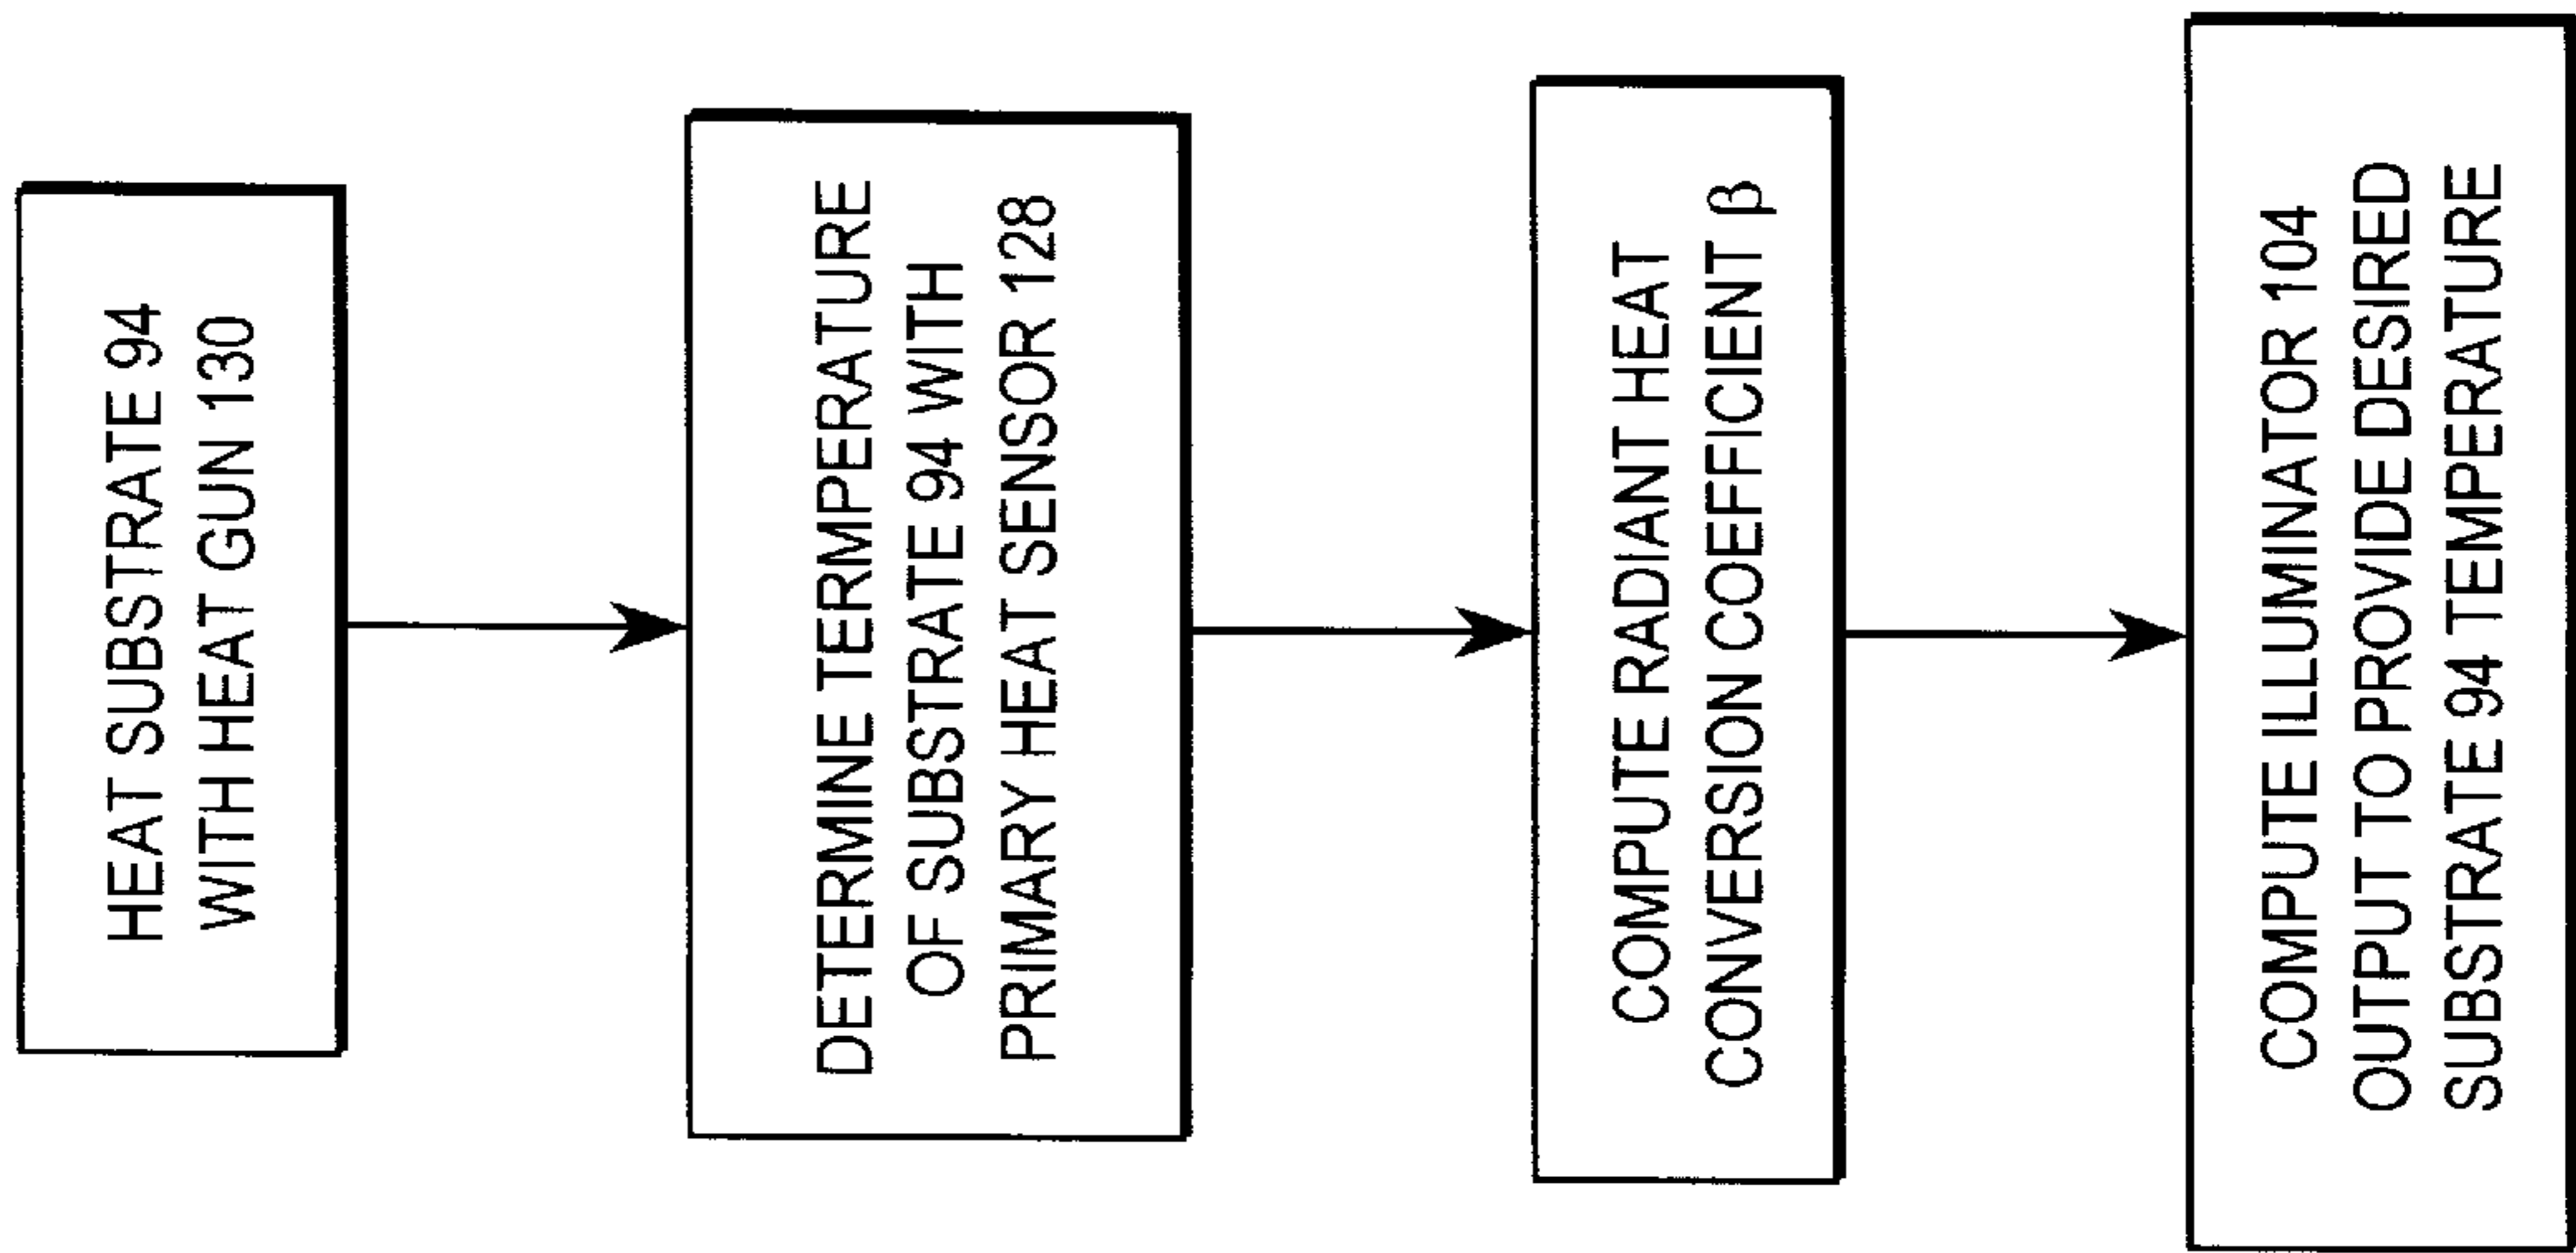 HEAT SUBSTRATE 94
WITH HEAT GUN 130
DETERMINE TERMPERATURE
OF SUBSTRATE 94 WITH
PRIMARY HEAT SENSOR 128
COMPUTE RADIANT HEAT
CONVERSION COEFFICIENT β
COMPUTE ILLUMINATOR 104
OUTPUT TO PROVIDE DESIRED
SUBSTRATE 94 TEMPERATURE